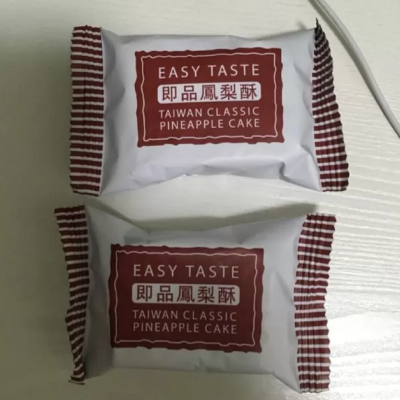 EASY TASTE
即品鳳梨酥
TAIWAN CLASSIC
PINEAPPLE CAKE
EASY TASTE
即品鳳梨酥
TAIWAN CLASSIC
PINEAPPLE CAKE